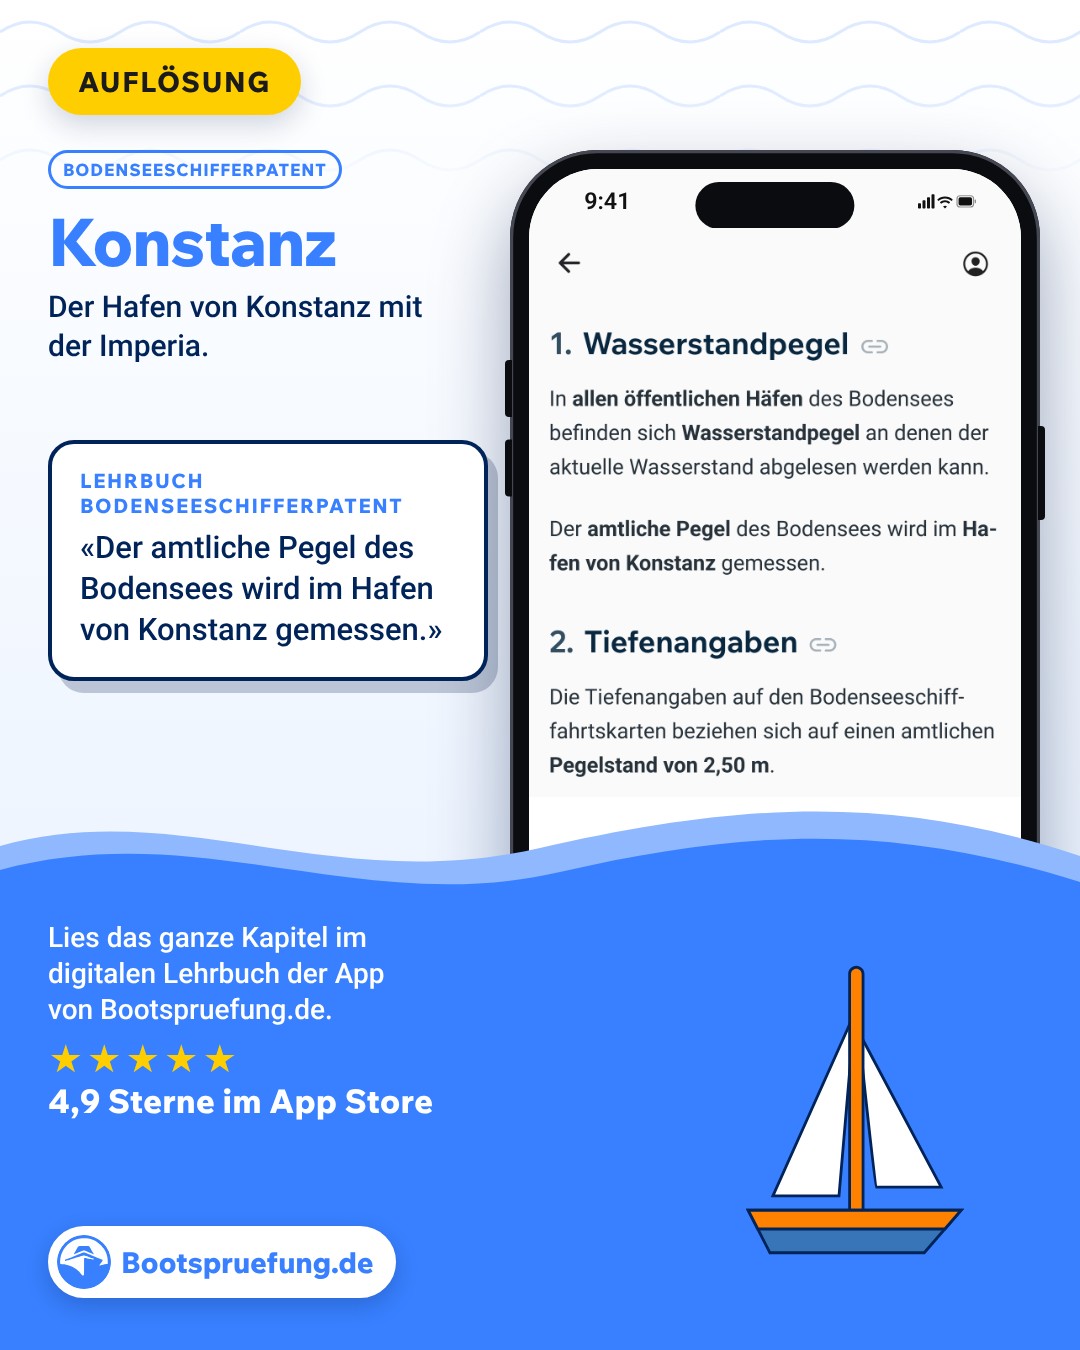 AUFLÖSUNG
BODENSEESCHIFFERPATENT
Konstanz
Der Hafen von Konstanz mit
der Imperia.
LEHRBUCH
BODENSEESCHIFFERPATENT
«Der amtliche Pegel des
Bodensees wird im Hafen
von Konstanz gemessen.»
9:41
1. Wasserstandpegel
In allen öffentlichen Häfen des Bodensees
befinden sich Wasserstandpegel an denen der
aktuelle Wasserstand abgelesen werden kann.
Der amtliche Pegel des Bodensees wird im Ha-
fen von Konstanz gemessen.
2. Tiefenangaben
Die Tiefenangaben auf den Bodenseeschiff-
fahrtskarten beziehen sich auf einen amtlichen
Pegelstand von 2,50 m.
Lies das ganze Kapitel im
digitalen Lehrbuch der App
von Bootspruefung.de.
4,9 Sterne im App Store
Bootspruefung.de